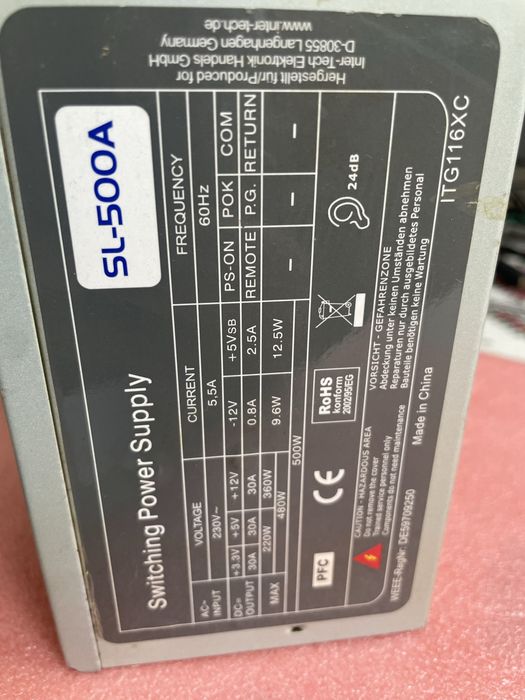 Switching Power Supply
SL-500A
AC~ INPUT
VOLTAGE CURRENT FREQUENCY
230V~ 5,5A 60Hz
DC= OUTPUT
+3.3V +5V +12V -12V +5VSB PS-ON POK COM
30A 30A 30A 0.8A 2.5A REMOTE P.G. RETURN
MAX
220W 360W 9.6W 12.5W — — —
480W
500W
PFC
CE
RoHS
konform
2002/95/EG
24dB
CAUTION - HAZARDOUS AREA
Do not remove the cover
Trained service personnel only
Components do not need maintenance
VORSICHT - GEFAHRENZONE
Abdeckung unter keinen Umständen abnehmen
Reparaturen nur durch ausgebildetes Personal
Bauteile benötigen keine Wartung
WEEE-RegNr: DE59709250
Made in China
ITG116XC
Hergestellt für/Produced for
Inter-Tech Elektronik Handels GmbH
D-30855 Langenhagen Germany
www.inter-tech.de